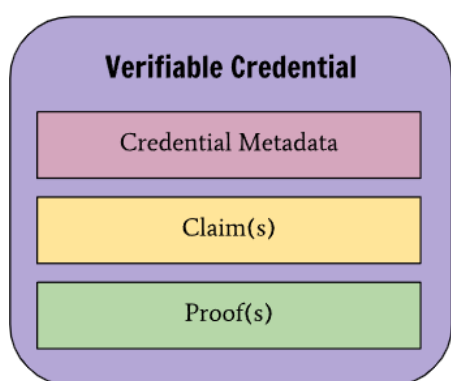 Verifiable Credential
Credential Metadata
Claim(s)
Proof(s)